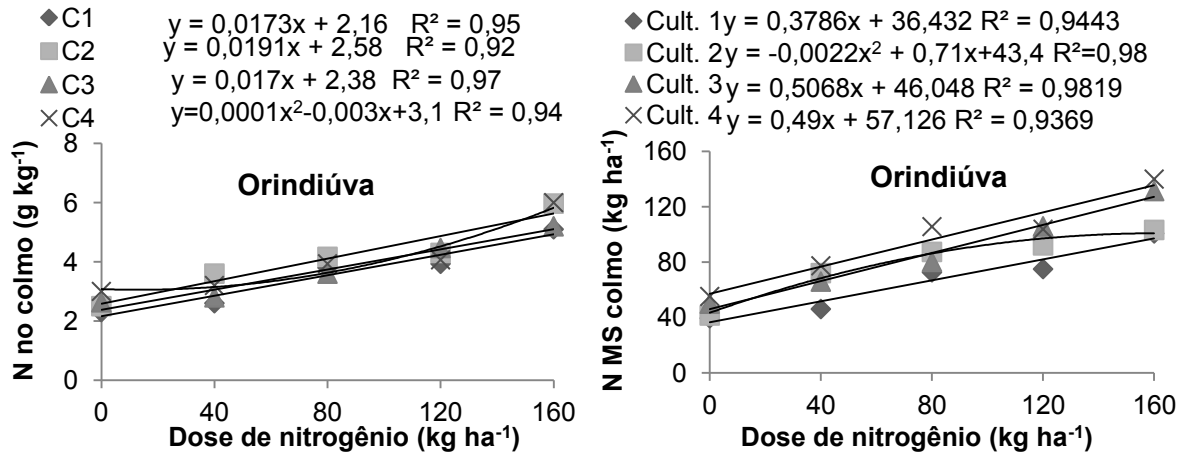 C1 y = 0,0173x + 2,16 R² = 0,95
C2 y = 0,0191x + 2,58 R² = 0,92
C3 y = 0,017x + 2,38 R² = 0,97
C4 y=0,0001x²-0,003x+3,1 R² = 0,94
Orindiúva
N no colmo (g kg⁻¹)
8
6
4
2
0
0 40 80 120 160
Dose de nitrogênio (kg ha⁻¹)
Cult. 1 y = 0,3786x + 36,432 R² = 0,9443
Cult. 2 y = -0,0022x² + 0,71x+43,4 R²=0,98
Cult. 3 y = 0,5068x + 46,048 R² = 0,9819
Cult. 4 y = 0,49x + 57,126 R² = 0,9369
Orindiúva
N MS colmo (kg ha⁻¹)
160
120
80
40
0
0 40 80 120 160
Dose de nitrogênio (kg ha⁻¹)